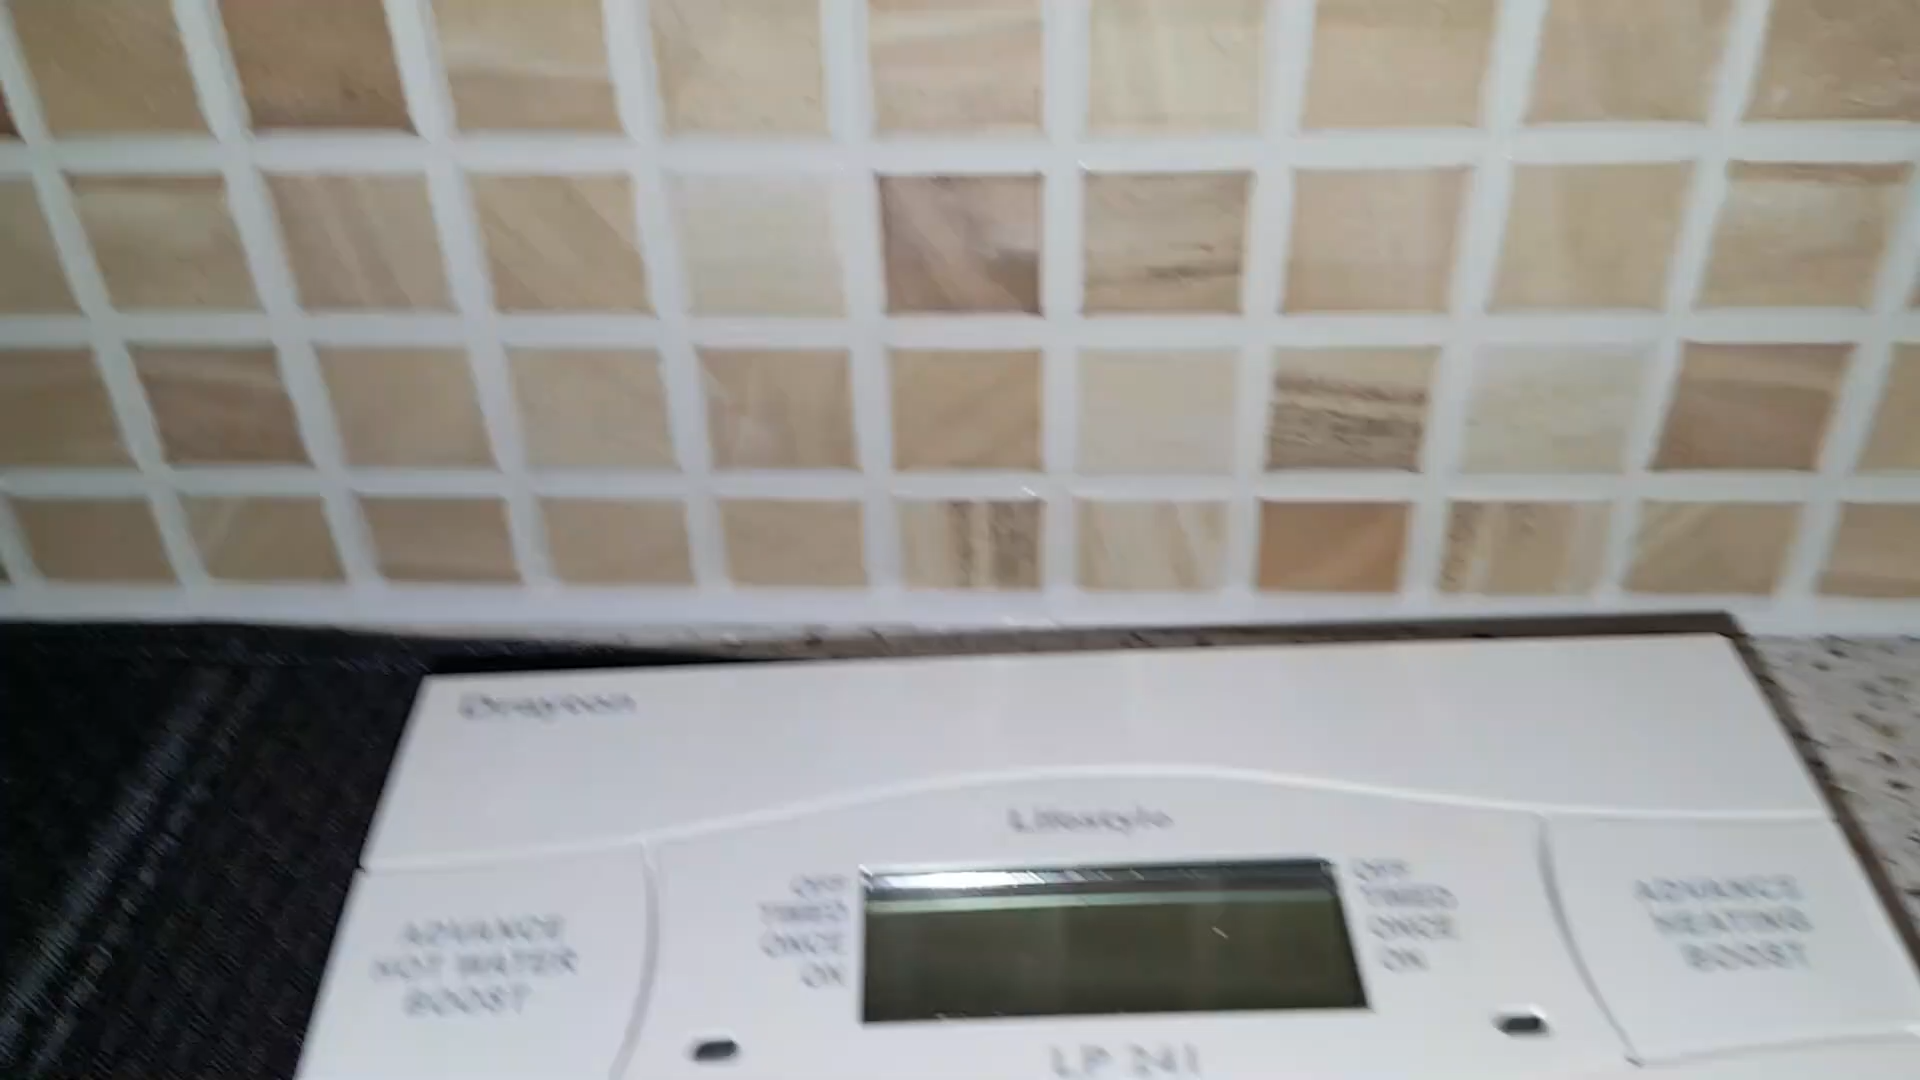 Drayton
Lifestyle
OFF
TIMED
ONCE
ON
OFF
TIMED
ONCE
ON
ADVANCE
HOT WATER
BOOST
ADVANCE
HEATING
BOOST
LP 241